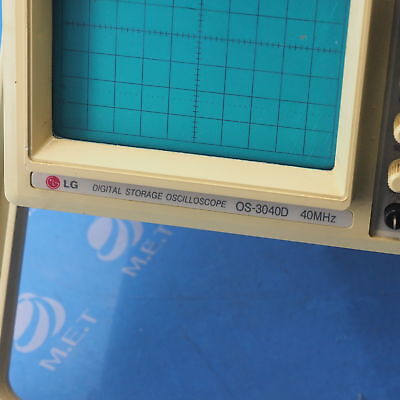 LG DIGITAL STORAGE OSCILLOSCOPE OS-3040D 40MHz
M.E.T
M.E.T